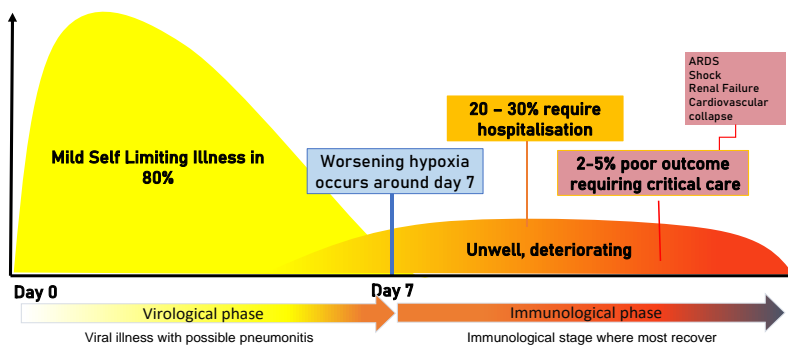 ARDS
Shock
Renal Failure
Cardiovascular
collapse
20 – 30% require
hospitalisation
Mild Self Limiting Illness in
80%
Worsening hypoxia
occurs around day 7
2-5% poor outcome
requiring critical care
Unwell, deteriorating
Day 0
Day 7
Virological phase
Immunological phase
Viral illness with possible pneumonitis
Immunological stage where most recover